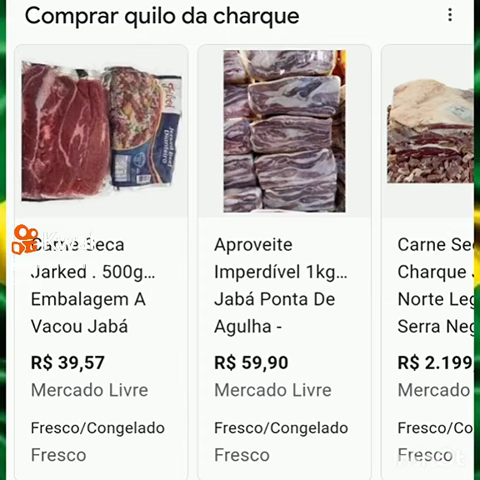 Comprar quilo da charque
Carne Seca
Jarked . 500g...
Embalagem A
Vacou Jabá
R$ 39,57
Mercado Livre
Fresco/Congelado
Fresco
Aproveite
Imperdível 1kg...
Jabá Ponta De
Agulha -
R$ 59,90
Mercado Livre
Fresco/Congelado
Fresco
Carne Se
Charque
Norte Leg
Serra Neg
R$ 2.199
Mercado
Fresco/Co
Fresco